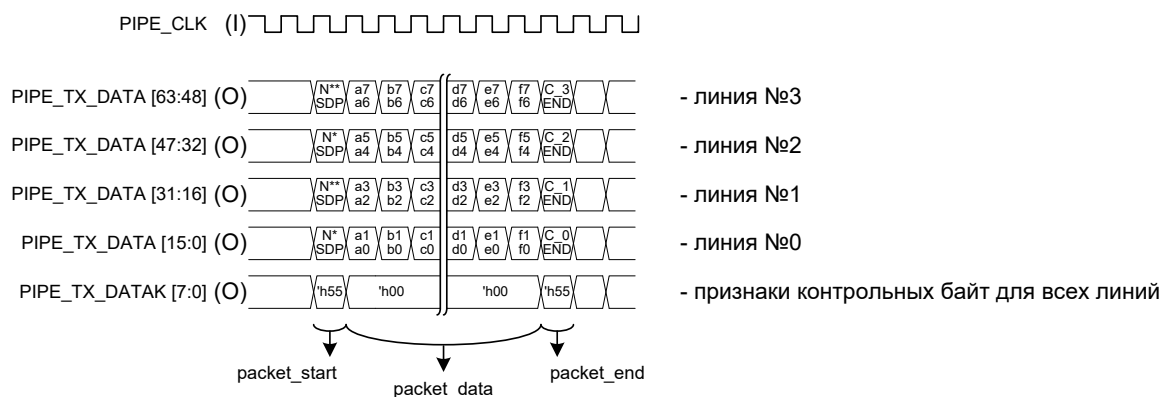 PIPE_CLK (I)
PIPE_TX_DATA [63:48] (O) N** SDP a7 a6 b7 b6 c7 c6 d7 d6 e7 e6 f7 f6 C_3 END - линия №3
PIPE_TX_DATA [47:32] (O) N* SDP a5 a4 b5 b4 c5 c4 d5 d4 e5 e4 f5 f4 C_2 END - линия №2
PIPE_TX_DATA [31:16] (O) N** SDP a3 a2 b3 b2 c3 c2 d3 d2 e3 e2 f3 f2 C_1 END - линия №1
PIPE_TX_DATA [15:0] (O) N* SDP a1 a0 b1 b0 c1 c0 d1 d0 e1 e0 f1 f0 C_0 END - линия №0
PIPE_TX_DATAK [7:0] (O) 'h55 'h00 'h00 'h55 - признаки контрольных байт для всех линий
packet_start packet_data packet_end